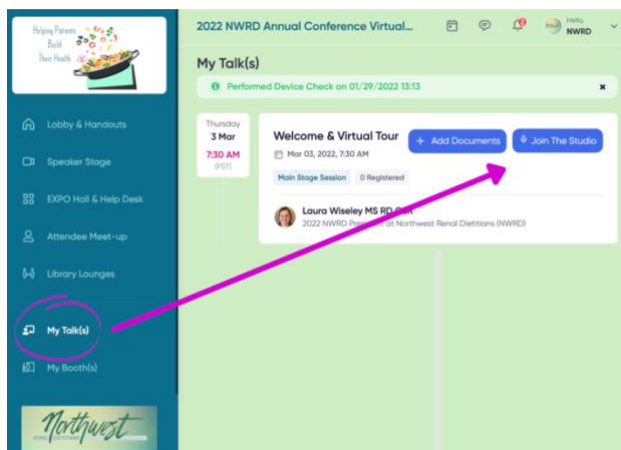 Helping Patients
Build
Their Health
2022 NWRD Annual Conference Virtual...
2
Hello,
NWRD
My Talk(s)
Performed Device Check on 01/29/2022 13:13
Lobby & Handouts
Speaker Stage
EXPO Hall & Help Desk
Attendee Meet-up
Library Lounges
My Talk(s)
My Booth(s)
Northwest
Thursday
3 Mar
7:30 AM
(PST)
Welcome & Virtual Tour
+ Add Documents
Join The Studio
Mar 03, 2022, 7:30 AM
Main Stage Session
0 Registered
Laura Wiseley MS RD
2022 NWRD President at Northwest Renal Dietitians (NWRD)